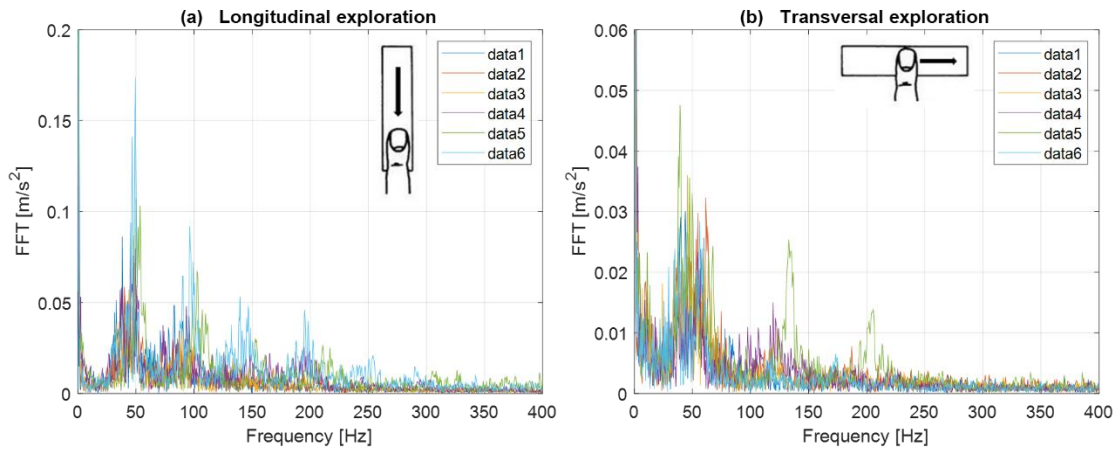 (a) Longitudinal exploration
0.2
0.15
0.1
0.05
0
FFT [m/s²]
data1
data2
data3
data4
data5
data6
0 50 100 150 200 250 300 350 400
Frequency [Hz]
(b) Transversal exploration
0.06
0.05
0.04
0.03
0.02
0.01
0
FFT [m/s²]
data1
data2
data3
data4
data5
data6
0 50 100 150 200 250 300 350 400
Frequency [Hz]